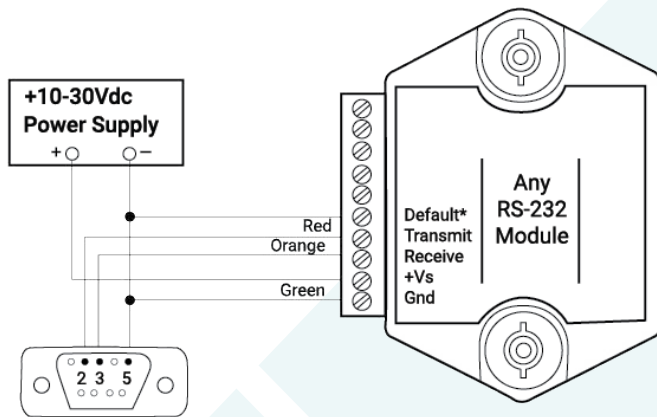 +10-30Vdc
Power Supply
+ −
Red
Orange
Green
2 3 5
Default*
Transmit
Receive
+Vs
Gnd
Any
RS-232
Module